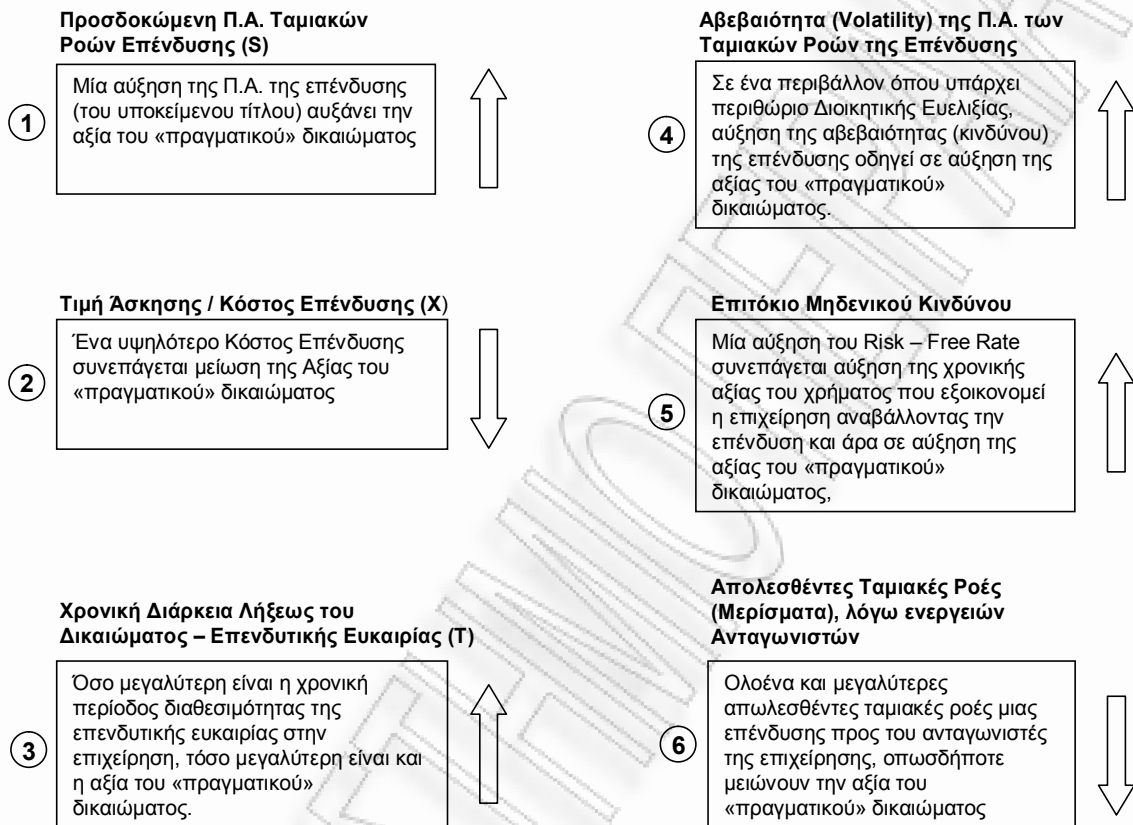 Προσδοκώμενη Π.Α. Ταμιακών
Ροών Επένδυσης (S)
1
Μία αύξηση της Π.Α. της επένδυσης
(του υποκείμενου τίτλου) αυξάνει την
αξία του «πραγματικού» δικαιώματος
Τιμή Άσκησης / Κόστος Επένδυσης (X)
2
Ένα υψηλότερο Κόστος Επένδυσης
συνεπάγεται μείωση της Αξίας του
«πραγματικού» δικαιώματος
Χρονική Διάρκεια Λήξεως του
Δικαιώματος – Επενδυτικής Ευκαιρίας (Τ)
3
Όσο μεγαλύτερη είναι η χρονική
περίοδος διαθεσιμότητας της
επενδυτικής ευκαιρίας στην
επιχείρηση, τόσο μεγαλύτερη είναι και
η αξία του «πραγματικού»
δικαιώματος.
Αβεβαιότητα (Volatility) της Π.Α. των
Ταμιακών Ροών της Επένδυσης
4
Σε ένα περιβάλλον όπου υπάρχει
περιθώριο Διοικητικής Ευελιξίας,
αύξηση της αβεβαιότητας (κινδύνου)
της επένδυσης οδηγεί σε αύξηση της
αξίας του «πραγματικού»
δικαιώματος.
Επιτόκιο Μηδενικού Κινδύνου
5
Μία αύξηση του Risk – Free Rate
συνεπάγεται αύξηση της χρονικής
αξίας του χρήματος που εξοικονομεί
η επιχείρηση αναβάλλοντας την
επένδυση και άρα σε αύξηση της
αξίας του «πραγματικού»
δικαιώματος,
Απολεσθέντες Ταμιακές Ροές
(Μερίσματα), λόγω ενεργειών
Ανταγωνιστών
6
Ολοένα και μεγαλύτερες
απωλεσθέντες ταμιακές ροές μιας
επένδυσης προς του ανταγωνιστές
της επιχείρησης, οπωσδήποτε
μειώνουν την αξία του
«πραγματικού» δικαιώματος